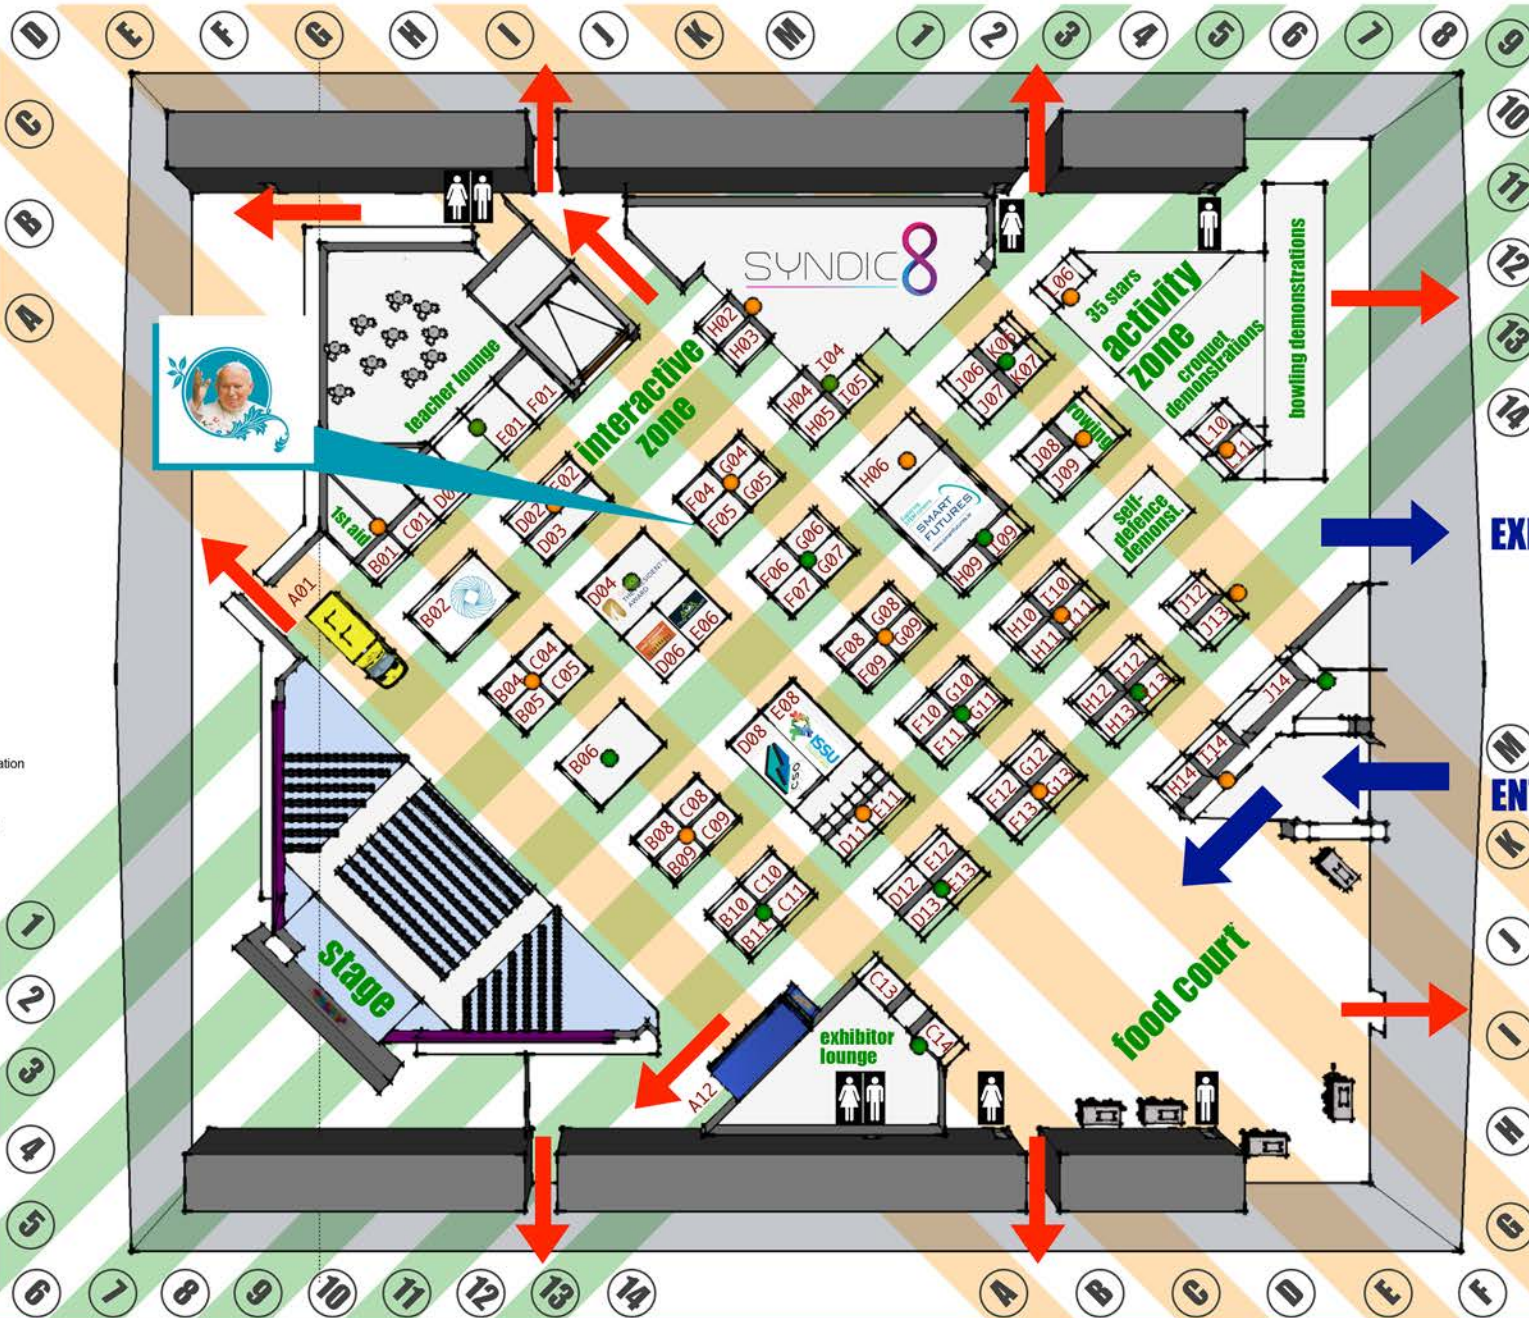 D E F G H I J K M 1 2 3 4 5 6 7 8 9
C
B
A
10
11
12
13
14
SYNDIC8
L06
35 stars
activity
zone
croquet
demonstrations
bowling demonstrations
H02
H03
interactive
zone
teacher lounge
I04
H04
I05
H05
K06
J06
K07
J07
rowing
J08
J09
L10
F01
E01
C01
B01
1st aid
D02
D03
G04
F04
G05
F05
H06
SMART
FUTURES
I09
H09
self-
defence
demonst.
A01
B02
D04
AWARD
E06
D06
G06
F06
G07
F07
G08
F08
G09
F09
I10
H10
H11
J12
J13
C04
B04
C05
B05
G10
F10
G11
F11
I12
H12
H13
J14
I14
H14
B06
E08
D08
ISSU
CSO
E11
D11
G12
F12
G13
F13
C08
B08
C09
B09
C10
B10
C11
B11
E12
D12
E13
D13
stage
food court
C13
C14
exhibitor
lounge
A12
M
K
J
I
H
G
1
2
3
4
5
6 7 8 9 10 11 12 13 14 A B C D E F